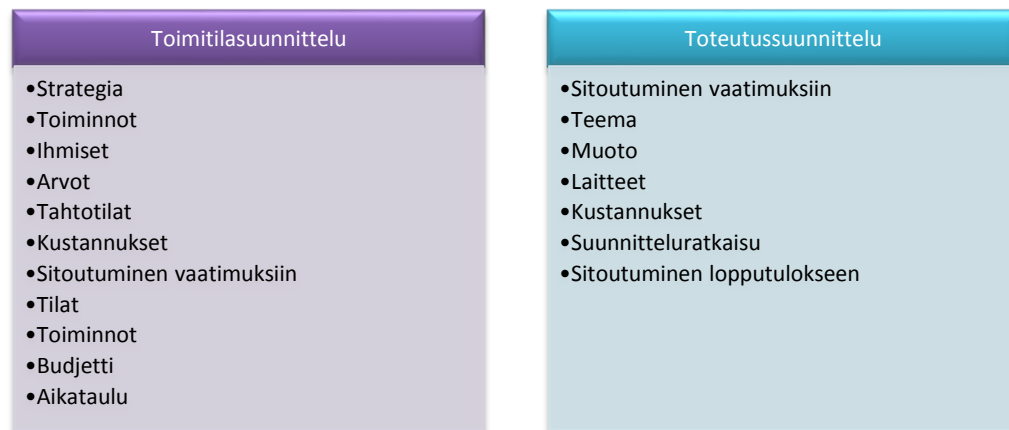 Toimitilasuunnittelu
•Strategia
•Toiminnot
•Ihmiset
•Arvot
•Tahtotilat
•Kustannukset
•Sitoutuminen vaatimuksiin
•Tilat
•Toiminnot
•Budjetti
•Aikataulu
Toteutussuunnittelu
•Sitoutuminen vaatimuksiin
•Teema
•Muoto
•Laitteet
•Kustannukset
•Suunnitteluratkaisu
•Sitoutuminen lopputulokseen